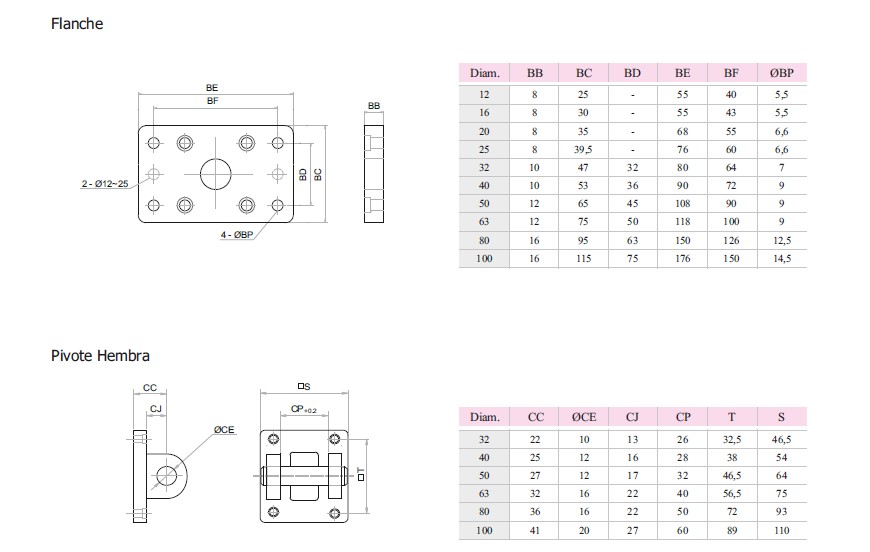 Flanche
BE
BF
BB
BD
BC
2 - Ø12~25
4 - ØBP
Diam. BB BC BD BE BF ØBP
12 8 25 - 55 40 5,5
16 8 30 - 55 43 5,5
20 8 35 - 68 55 6,6
25 8 39,5 - 76 60 6,6
32 10 47 32 80 64 7
40 10 53 36 90 72 9
50 12 65 45 108 90 9
63 12 75 50 118 100 9
80 16 95 63 150 126 12,5
100 16 115 75 176 150 14,5
Pivote Hembra
CC
CJ
ØCE
□S
CP+0.2
□T
Diam. CC ØCE CJ CP T S
32 22 10 13 26 32,5 46,5
40 25 12 16 28 38 54
50 27 12 17 32 46,5 64
63 32 16 22 40 56,5 75
80 36 16 22 50 72 93
100 41 20 27 60 89 110